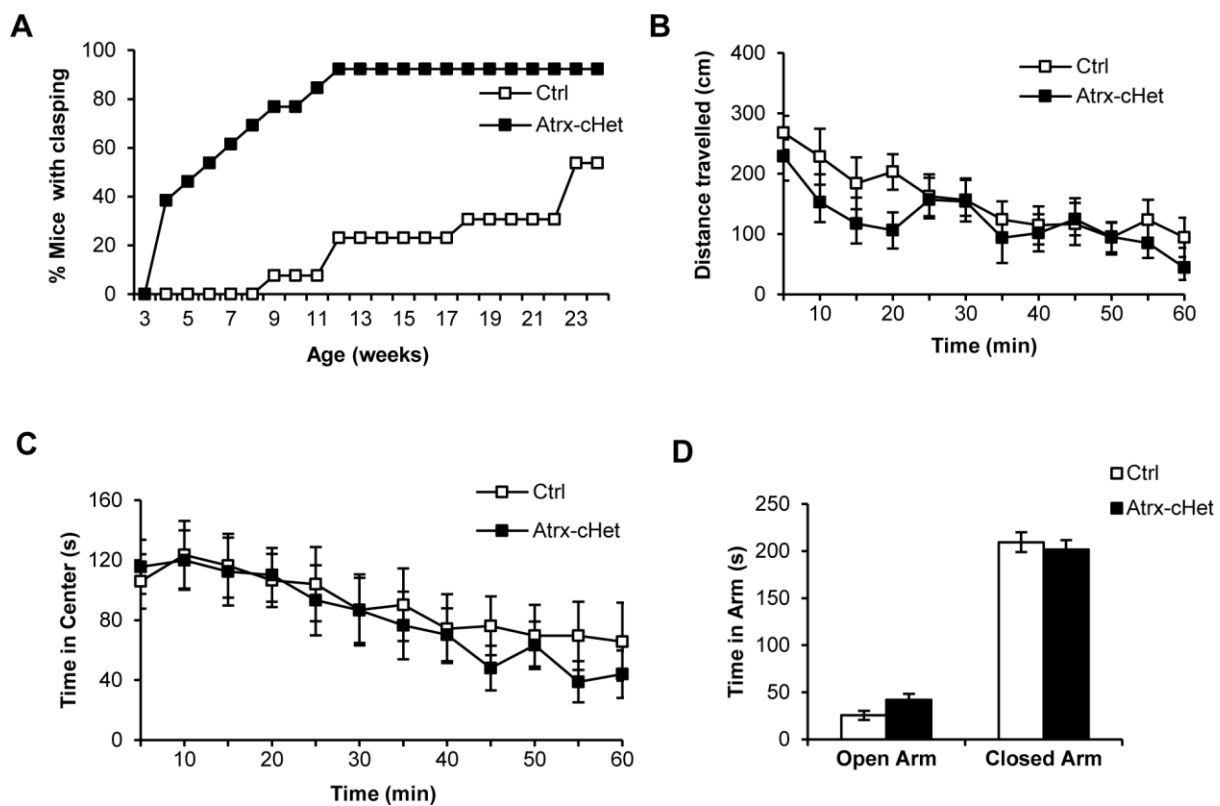 A
% Mice with clasping
100
80
60
40
20
0
3 5 7 9 11 13 15 17 19 21 23
Age (weeks)
Ctrl
Atrx-cHet
B
Distance travelled (cm)
400
300
200
100
0
10 20 30 40 50 60
Time (min)
Ctrl
Atrx-cHet
C
Time in Center (s)
160
120
80
40
0
10 20 30 40 50 60
Time (min)
Ctrl
Atrx-cHet
D
Time in Arm (s)
250
200
150
100
50
0
Open Arm Closed Arm
Ctrl
Atrx-cHet